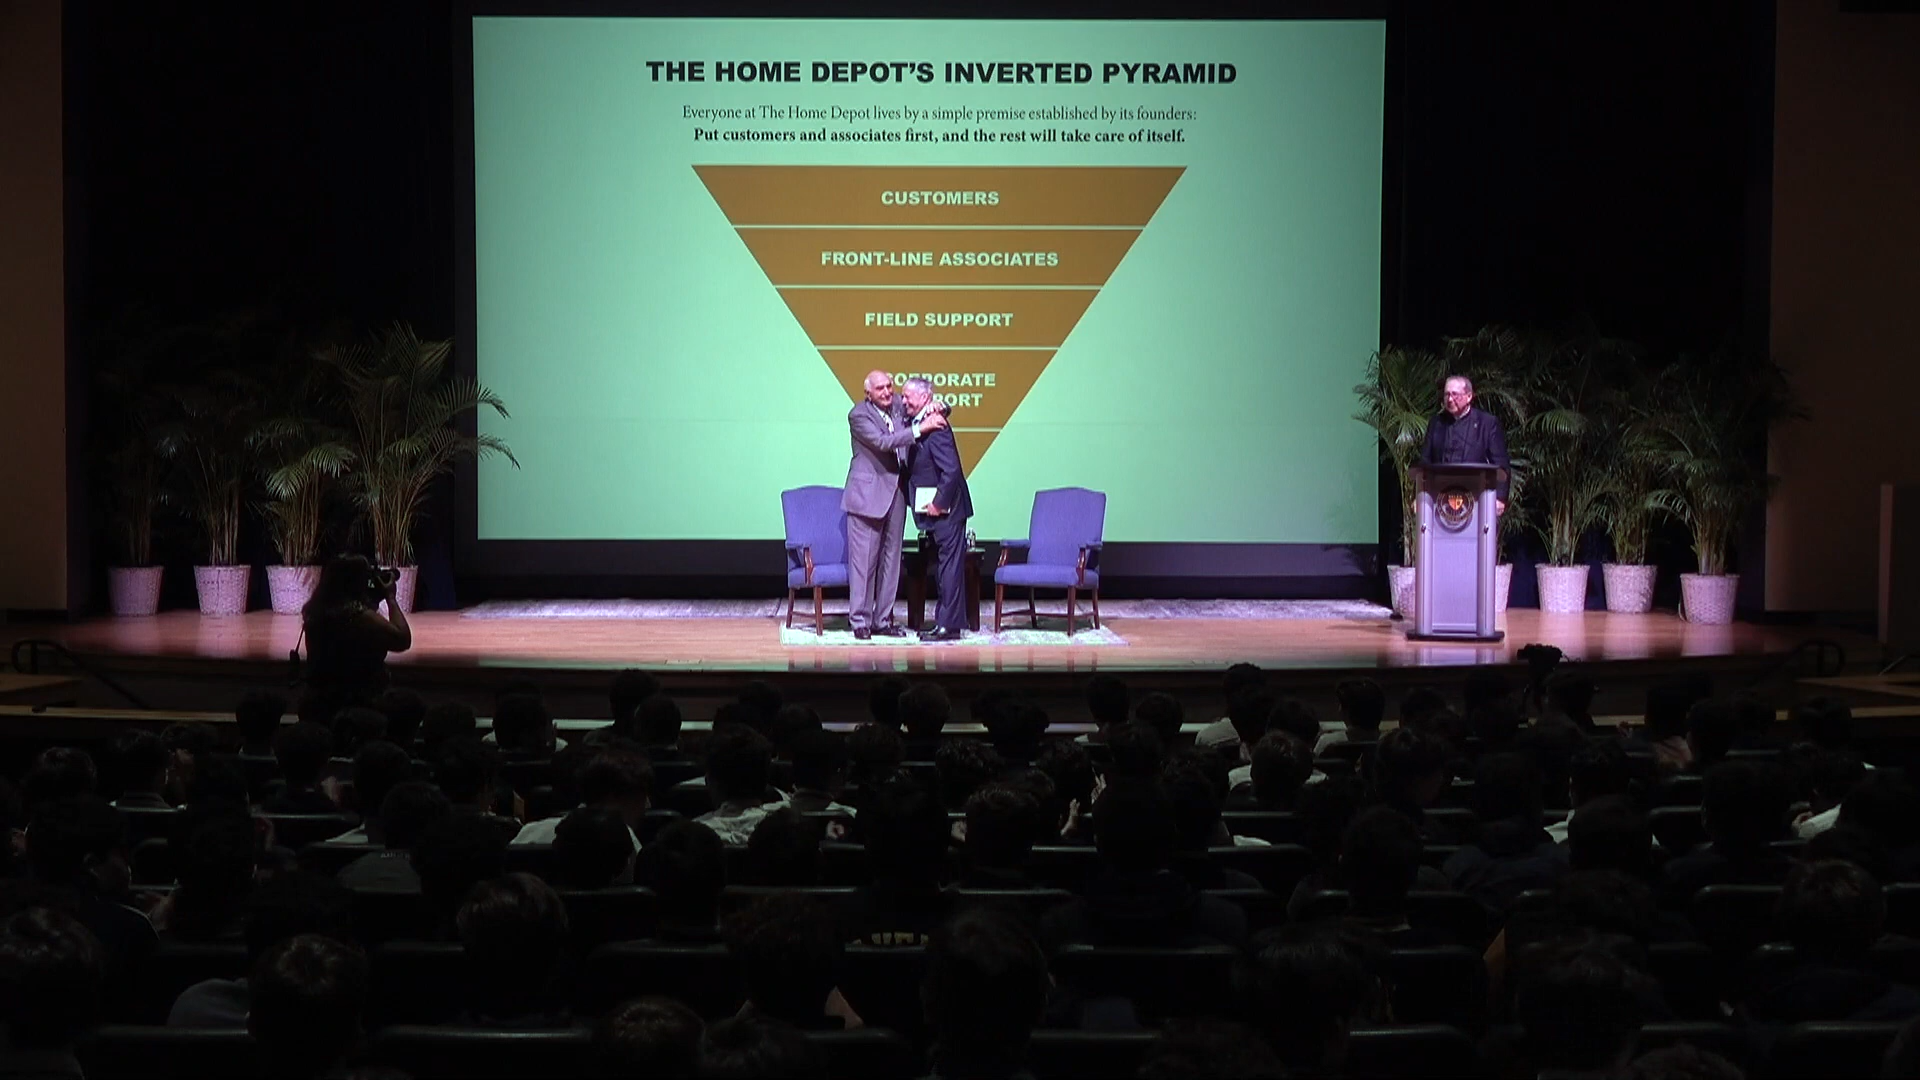 THE HOME DEPOT'S INVERTED PYRAMID
Everyone at The Home Depot lives by a simple premise established by its founders:
Put customers and associates first, and the rest will take care of itself.
CUSTOMERS
FRONT-LINE ASSOCIATES
FIELD SUPPORT
CORPORATE